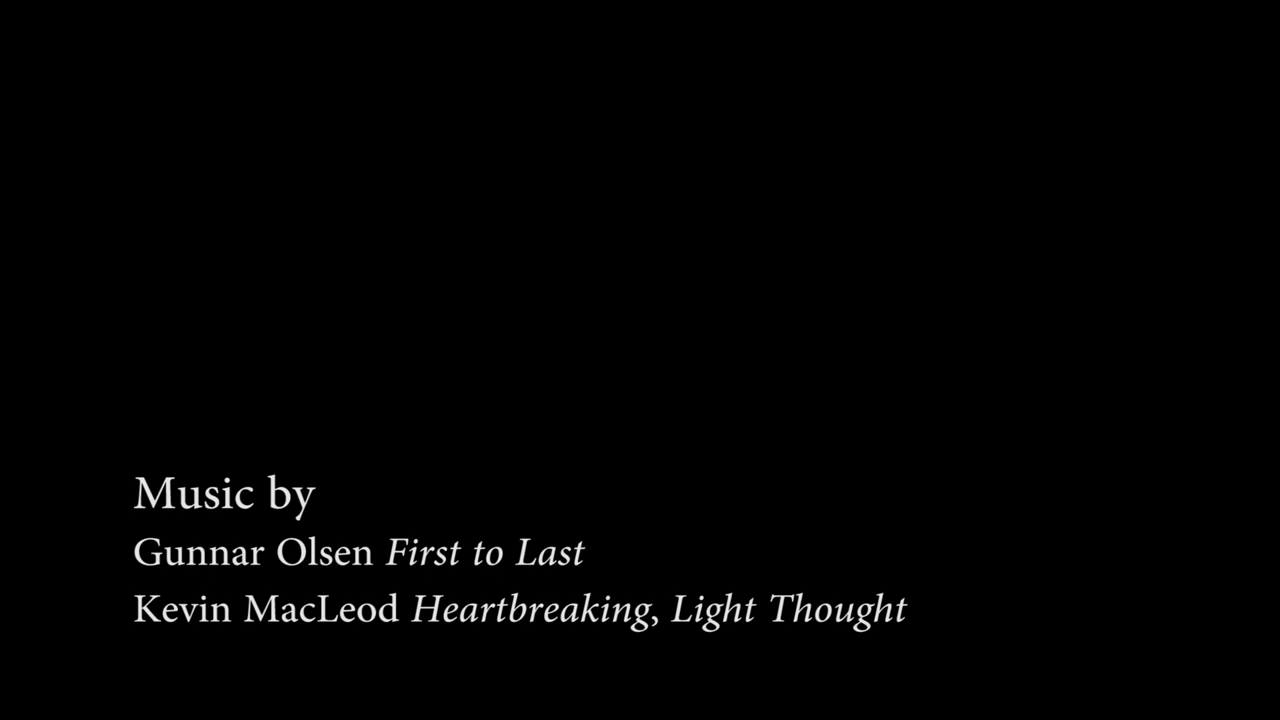 Music by
Gunnar Olsen First to Last
Kevin MacLeod Heartbreaking, Light Thought